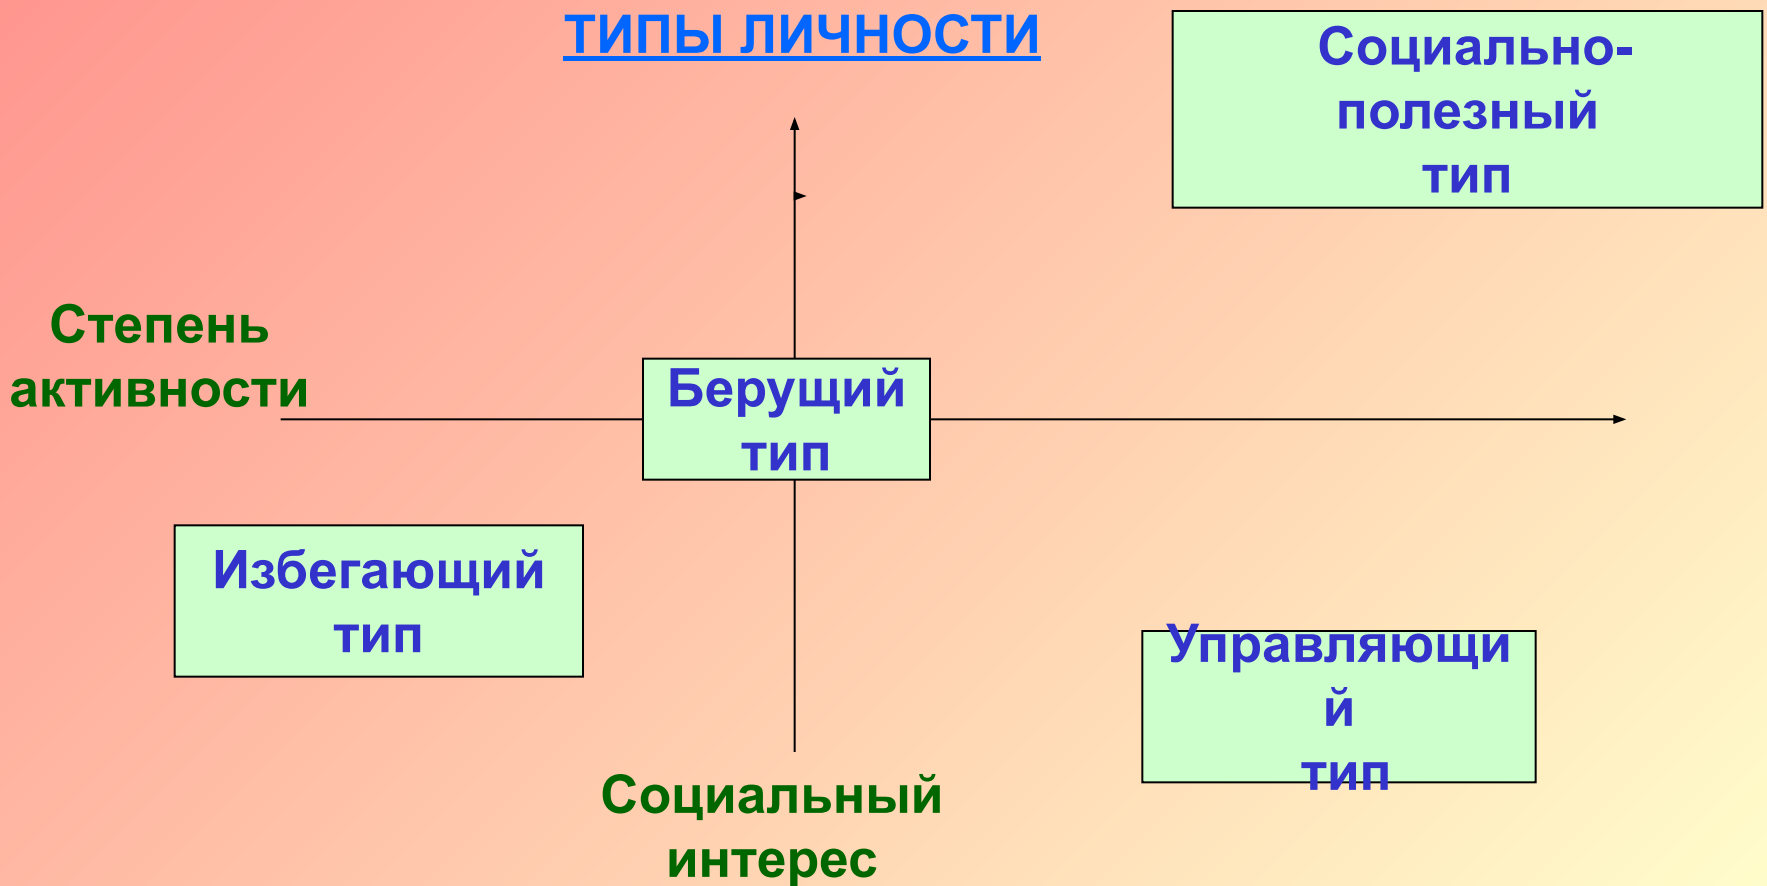 ТИПЫ ЛИЧНОСТИ
Социально-
полезный
тип
Степень
активности
Берущий
тип
Избегающий
тип
Управляющи
й
тип
Социальный
интерес